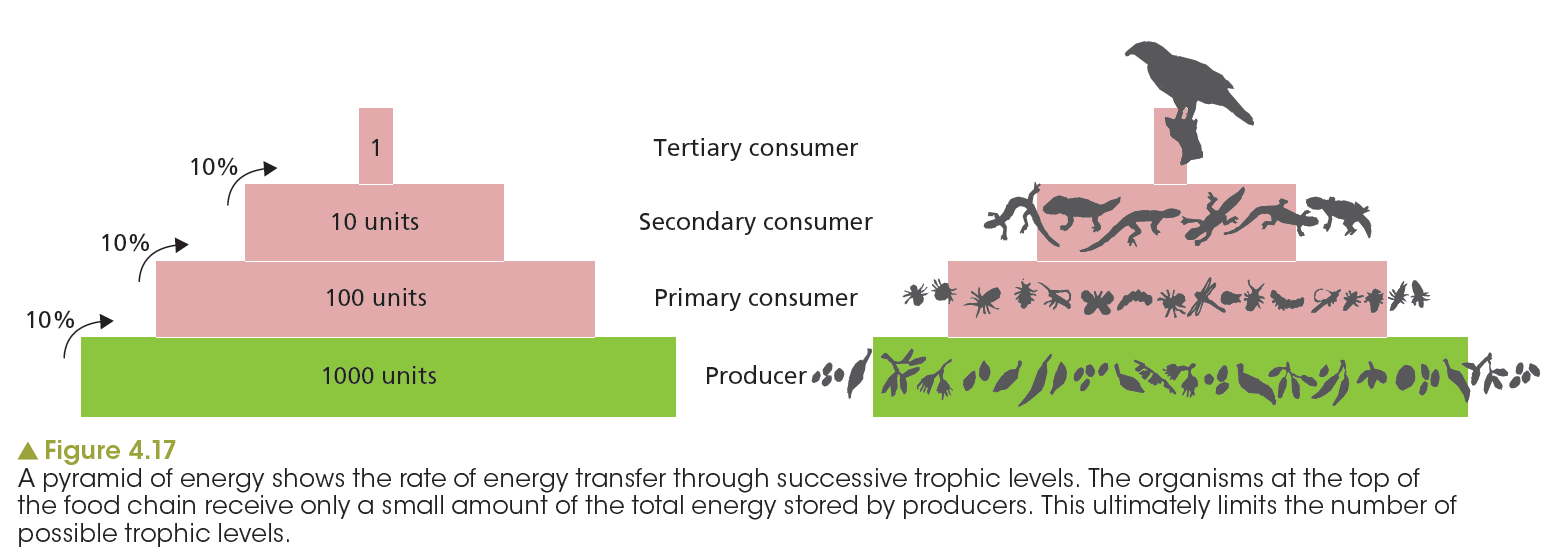 1
Tertiary consumer
10%
10 units
Secondary consumer
10%
100 units
Primary consumer
10%
1000 units
Producer
▲ Figure 4.17
A pyramid of energy shows the rate of energy transfer through successive trophic levels. The organisms at the top of
the food chain receive only a small amount of the total energy stored by producers. This ultimately limits the number of
possible trophic levels.